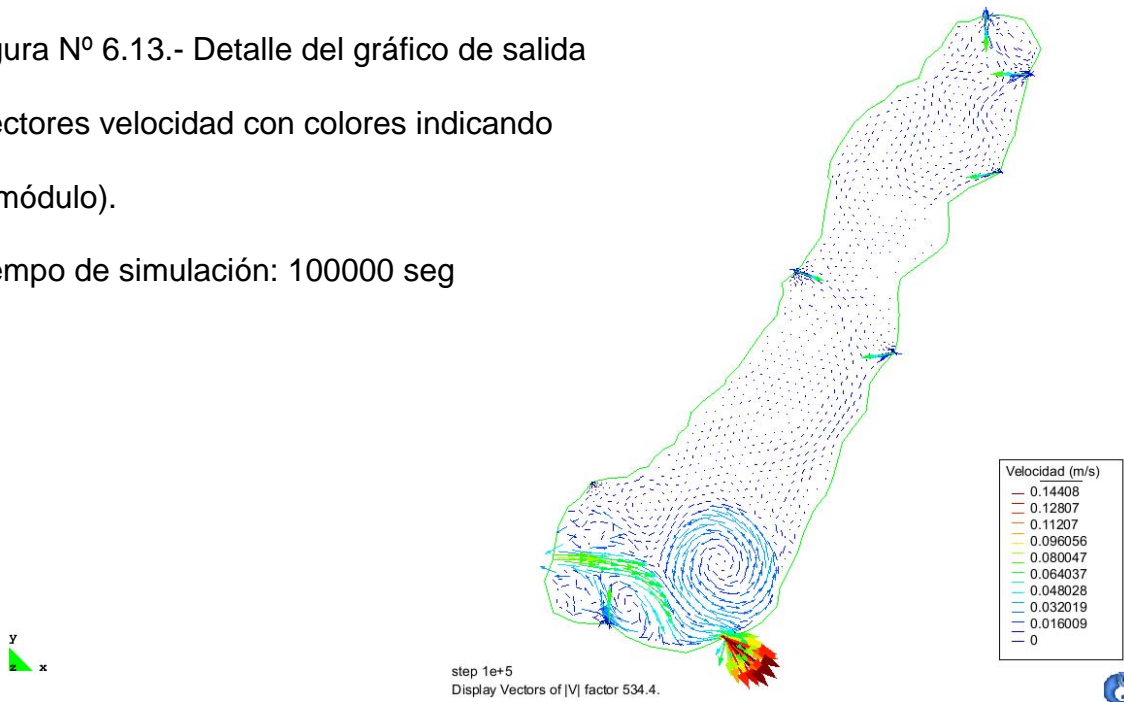 gura Nº 6.13.- Detalle del gráfico de salida
ectores velocidad con colores indicando
módulo).
empo de simulación: 100000 seg
Velocidad (m/s)
0.14408
0.12807
0.11207
0.096056
0.080047
0.064037
0.048028
0.032019
0.016009
0
y
z x
step 1e+5
Display Vectors of |V| factor 534.4.